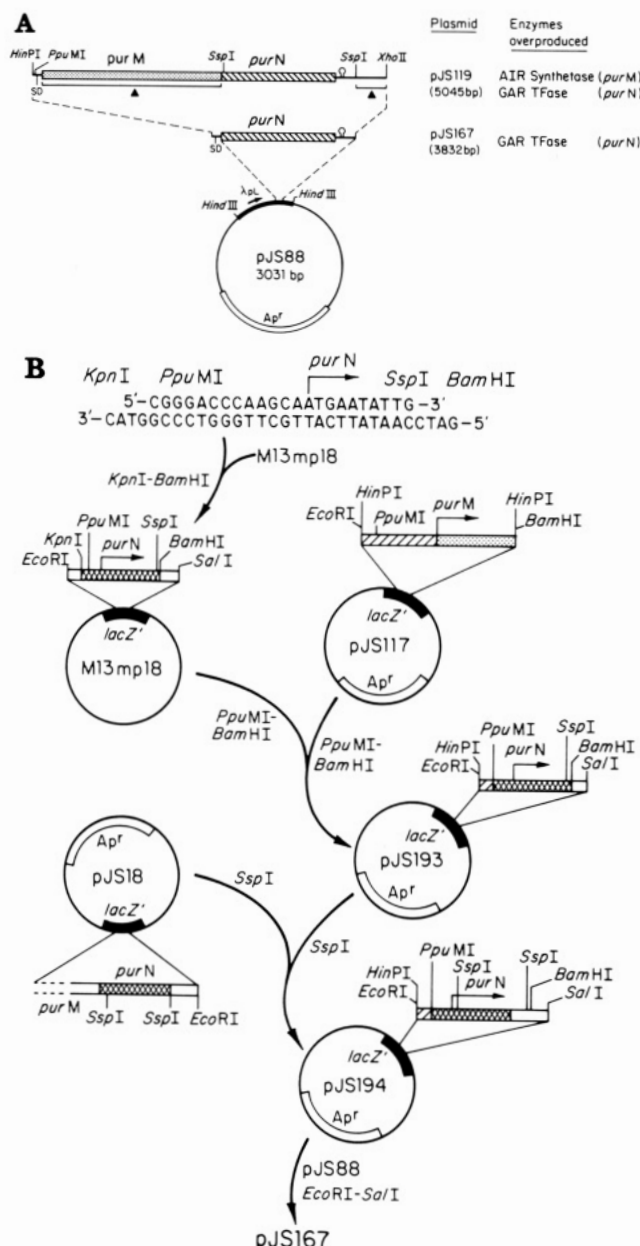 A
HinPI PpuMI purM SspI purN SspI XhoII
SD
▲ ▲
Plasmid Enzymes overproduced
pJS119 AIR Synthetase (purM)
(5045bp) GAR TFase (purN)
purN
SD
pJS167 GAR TFase (purN)
(3832bp)
λpL
HindIII HindIII
pJS88
3031 bp
Apr
B
purN
KpnI PpuMI SspI BamHI
5'-CGGGACCCAAGCAATGAATATTG-3'
3'-CATGGCCCTGGGTTCGTTACTTATAACCTAG-5'
KpnI-BamHI M13mp18
PpuMI SspI
KpnI purN BamHI
EcoRI SalI
lacZ'
M13mp18
HinPI HinPI
EcoRI PpuMI purM BamHI
lacZ'
pJS117
Apr
PpuMI-
BamHI
PpuMI-
BamHI
PpuMI SspI
HinPI purN BamHI
EcoRI SalI
lacZ'
pJS193
Apr
Apr
pJS18
lacZ'
SspI
SspI
purN
purM SspI SspI EcoRI
PpuMI SspI
HinPI SspI purN BamHI
EcoRI SalI
lacZ'
pJS194
Apr
pJS88
EcoRI-SalI
pJS167